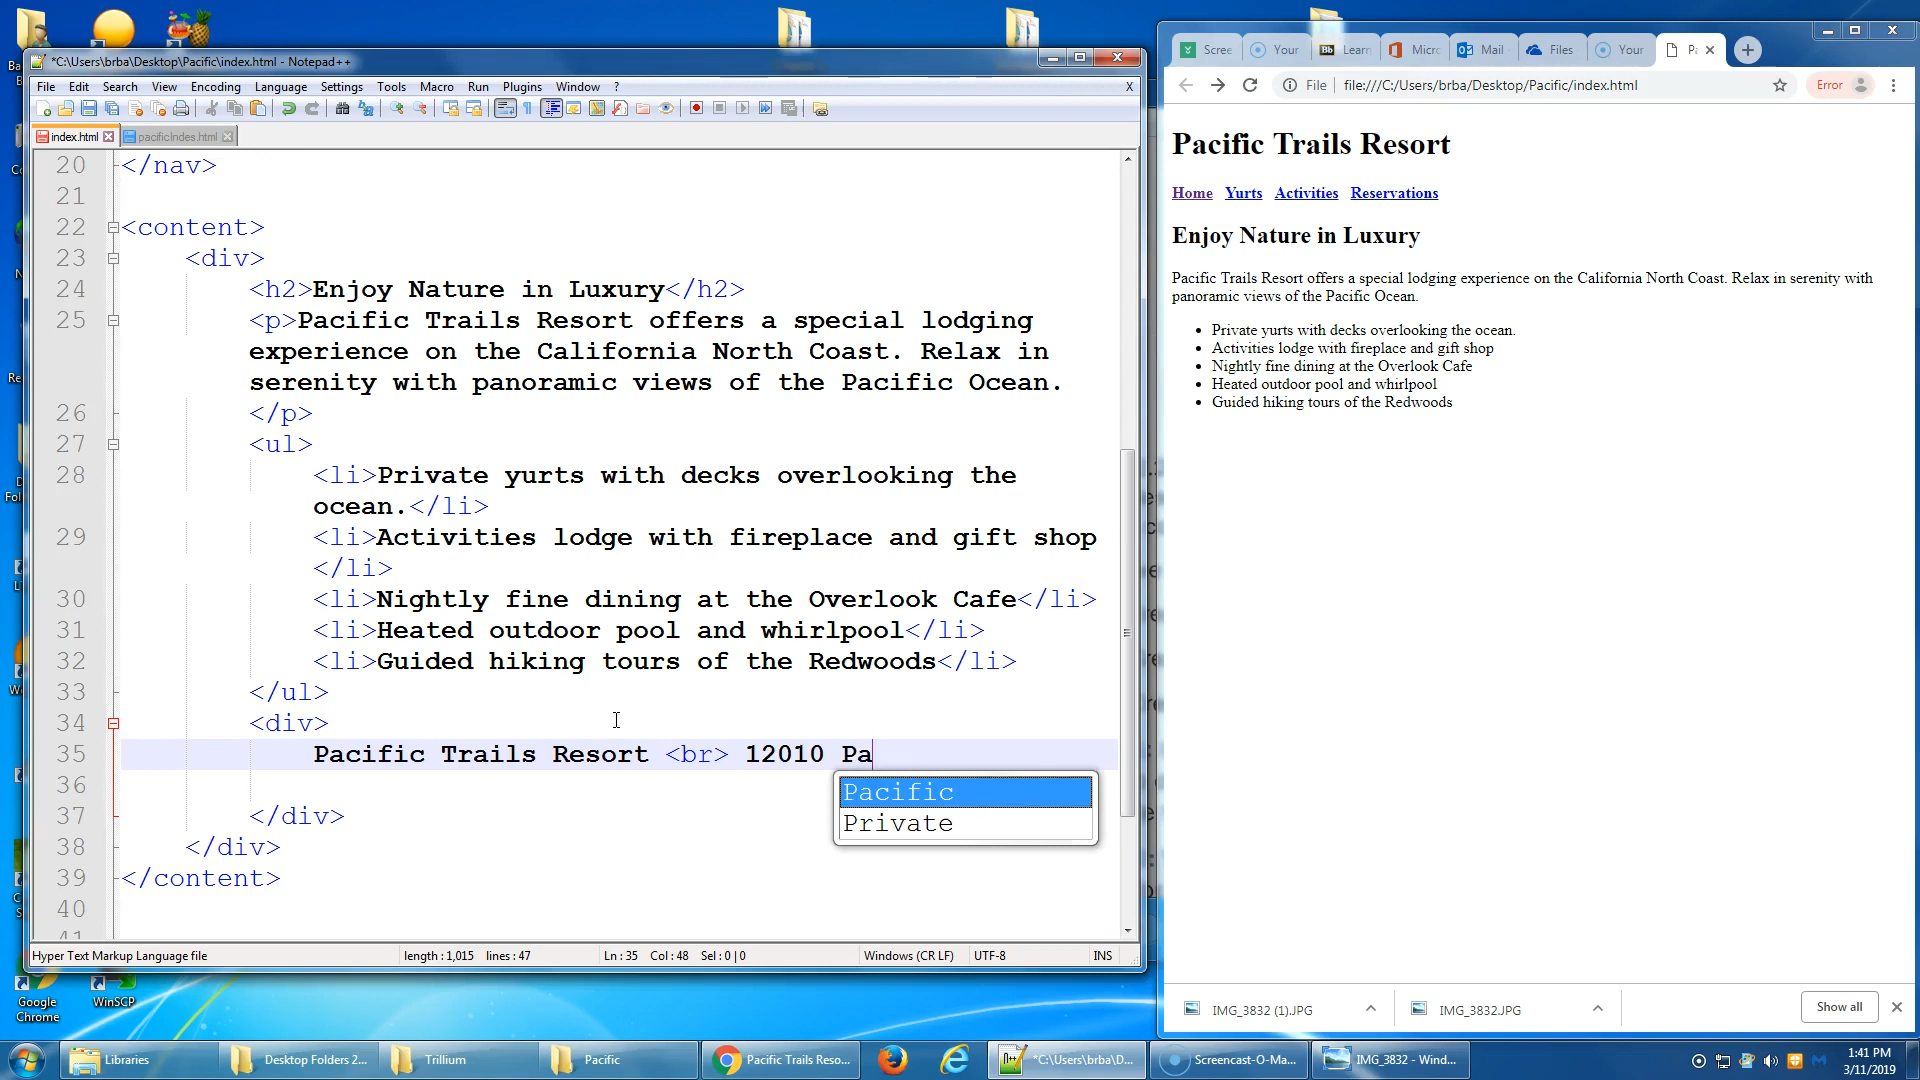 *C:\Users\brba\Desktop\Pacific\index.html - Notepad++
File Edit Search View Encoding Language Settings Tools Macro Run Plugins Window ? X
index.html pacificIndes.html
20 </nav>
21
22 <content>
23 <div>
24 <h2>Enjoy Nature in Luxury</h2>
25 <p>Pacific Trails Resort offers a special lodging
experience on the California North Coast. Relax in
serenity with panoramic views of the Pacific Ocean.
26 </p>
27 <ul>
28 <li>Private yurts with decks overlooking the
ocean.</li>
29 <li>Activities lodge with fireplace and gift shop
</li>
30 <li>Nightly fine dining at the Overlook Cafe</li>
31 <li>Heated outdoor pool and whirlpool</li>
32 <li>Guided hiking tours of the Redwoods</li>
33 </ul>
34 <div>
35 Pacific Trails Resort <br> 12010 Pa
Pacific
Private
36
37 </div>
38 </div>
39 </content>
40
41
Hyper Text Markup Language file length : 1,015 lines : 47 Ln : 35 Col : 48 Sel : 0 | 0 Windows (CR LF) UTF-8 INS
Scree Your Bb Learn Micr Mail Files Your Pa
File file:///C:/Users/brba/Desktop/Pacific/index.html Error
Pacific Trails Resort
Home Yurts Activities Reservations
Enjoy Nature in Luxury
Pacific Trails Resort offers a special lodging experience on the California North Coast. Relax in serenity with
panoramic views of the Pacific Ocean.
Private yurts with decks overlooking the ocean.
Activities lodge with fireplace and gift shop
Nightly fine dining at the Overlook Cafe
Heated outdoor pool and whirlpool
Guided hiking tours of the Redwoods
IMG_3832 (1).JPG IMG_3832.JPG Show all
Google
Chrome
WinSCP
Libraries Desktop Folders 2... Trillium Pacific Pacific Trails Reso... *C:\Users\brba\D... Screencast-O-Ma... IMG_3832 - Wind...
1:41 PM
3/11/2019